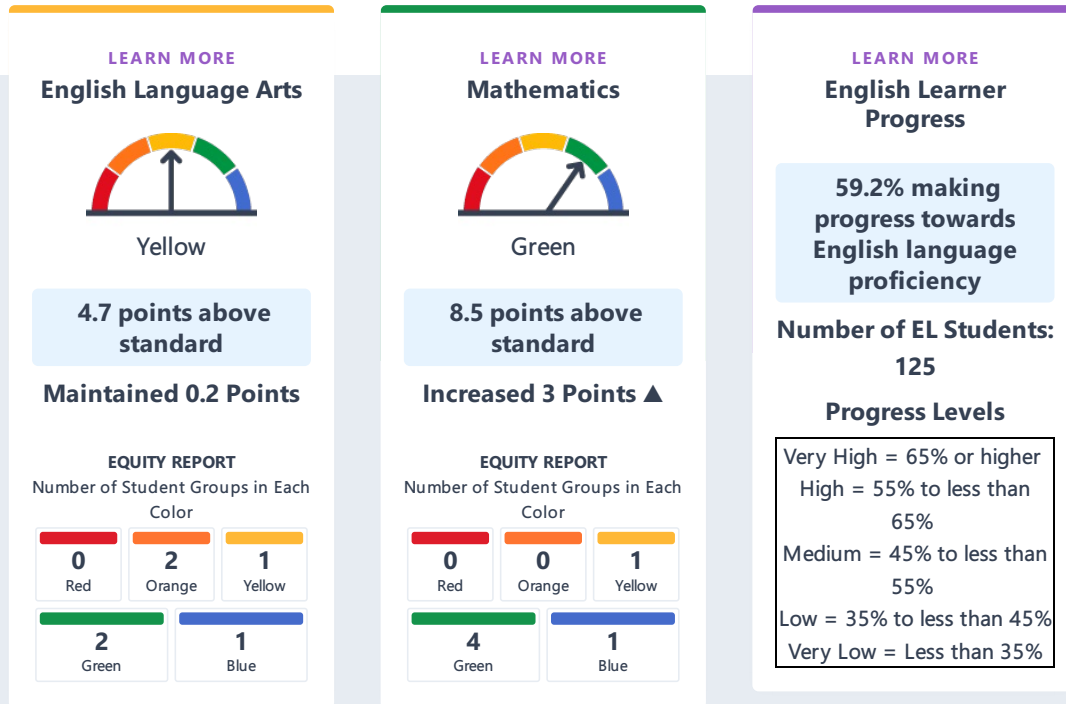 LEARN MORE
English Language Arts
Yellow
4.7 points above
standard
Maintained 0.2 Points
EQUITY REPORT
Number of Student Groups in Each
Color
0
Red
2
Orange
1
Yellow
2
Green
1
Blue
LEARN MORE
Mathematics
Green
8.5 points above
standard
Increased 3 Points ▲
EQUITY REPORT
Number of Student Groups in Each
Color
0
Red
0
Orange
1
Yellow
4
Green
1
Blue
LEARN MORE
English Learner
Progress
59.2% making
progress towards
English language
proficiency
Number of EL Students:
125
Progress Levels
Very High = 65% or higher
High = 55% to less than
65%
Medium = 45% to less than
55%
Low = 35% to less than 45%
Very Low = Less than 35%